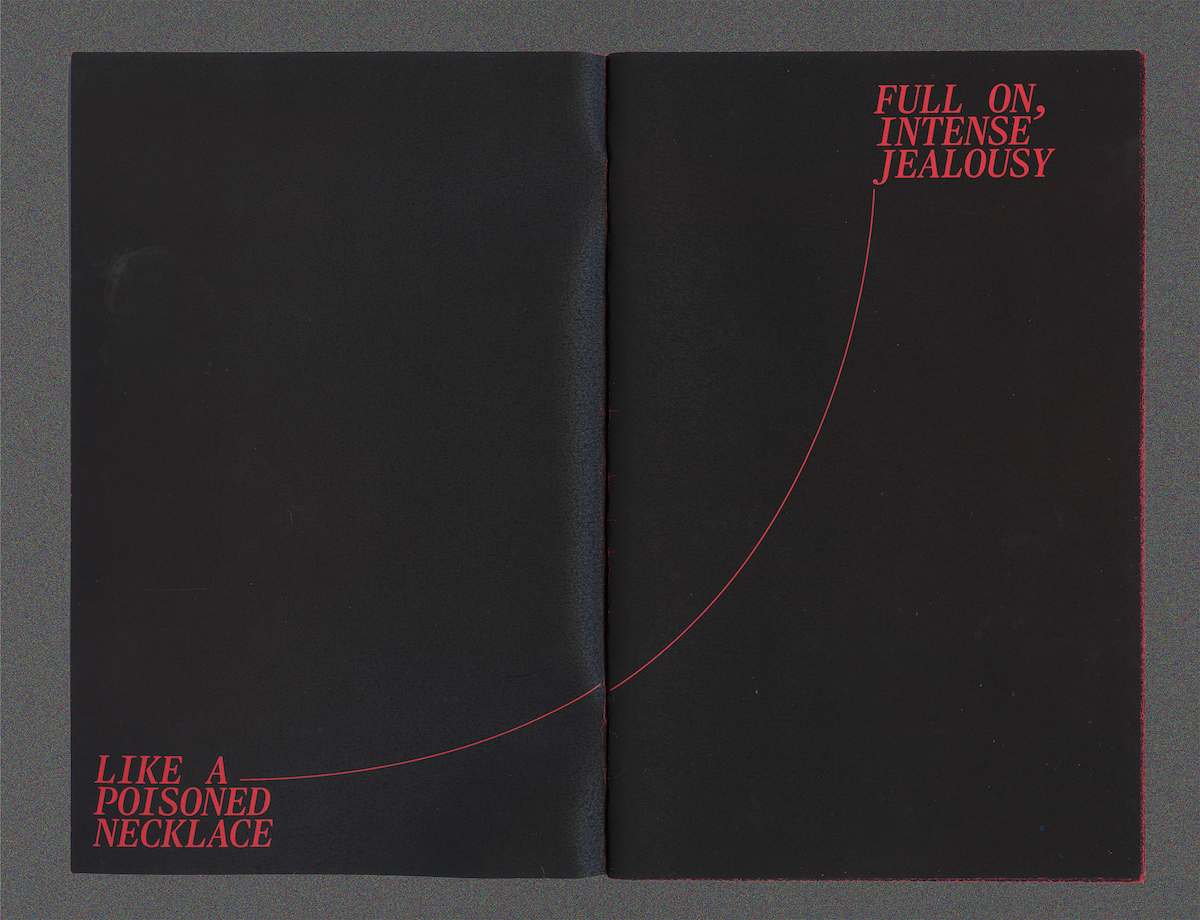 LIKE A
POISONED
NECKLACE
FULL ON,
INTENSE
JEALOUSY